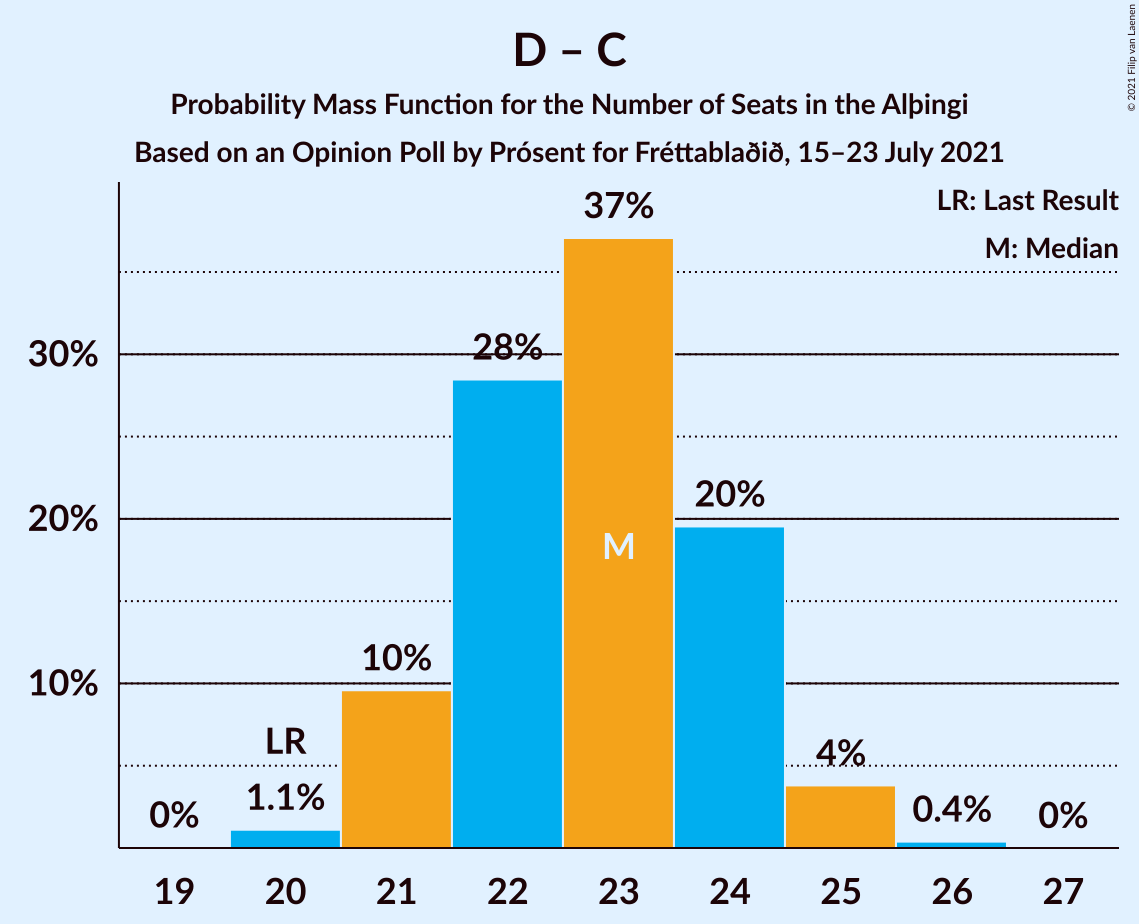 D – C
Probability Mass Function for the Number of Seats in the Alþingi
Based on an Opinion Poll by Prósent for Fréttablaðið, 15–23 July 2021
© 2021 Filip van Laenen
LR: Last Result
M: Median
30%
20%
10%
0%
LR
1.1%
10%
28%
37%
M
20%
4%
0.4%
0%
19 20 21 22 23 24 25 26 27